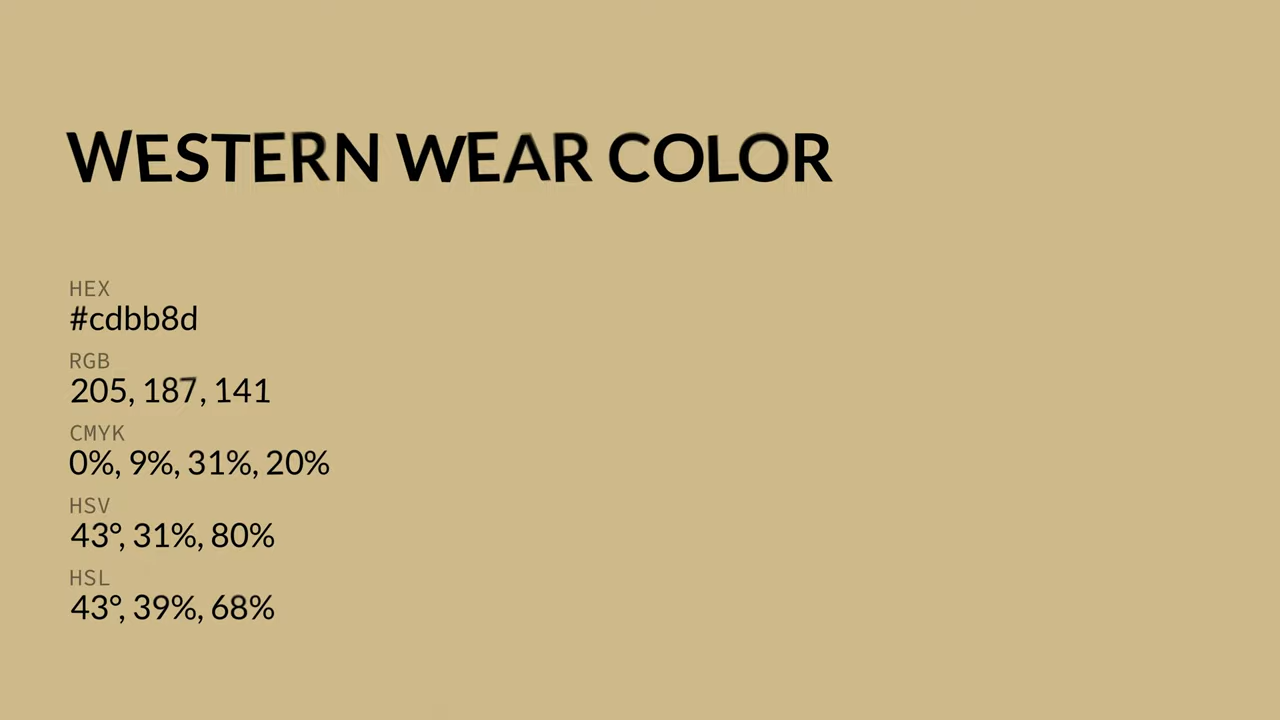 WESTERN WEAR COLOR
HEX
#cdbb8d
RGB
205, 187, 141
CMYK
0%, 9%, 31%, 20%
HSV
43°, 31%, 80%
HSL
43°, 39%, 68%